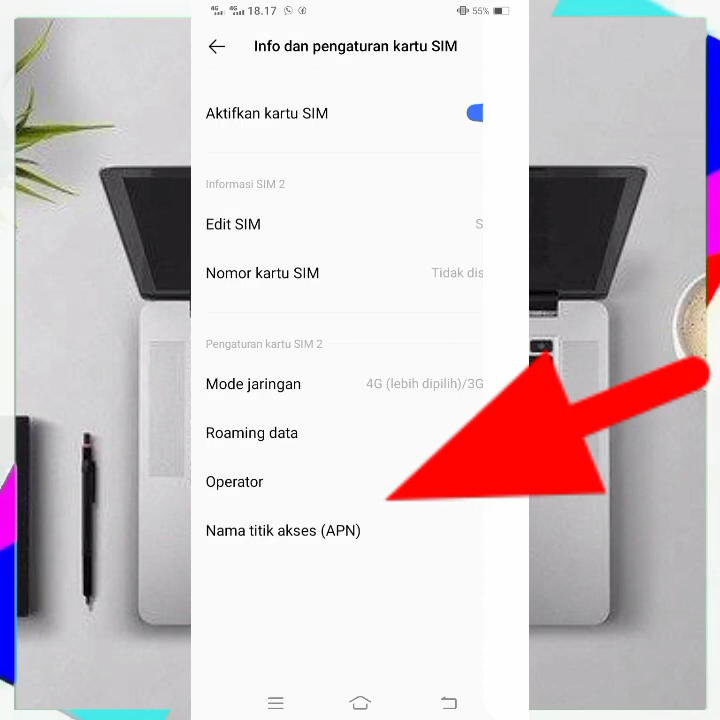 4G 4G 18.17 55%
Info dan pengaturan kartu SIM
Aktifkan kartu SIM
Informasi SIM 2
Edit SIM S
Nomor kartu SIM Tidak dis
Pengaturan kartu SIM 2
Mode jaringan 4G (lebih dipilih)/3G
Roaming data
Operator
Nama titik akses (APN)